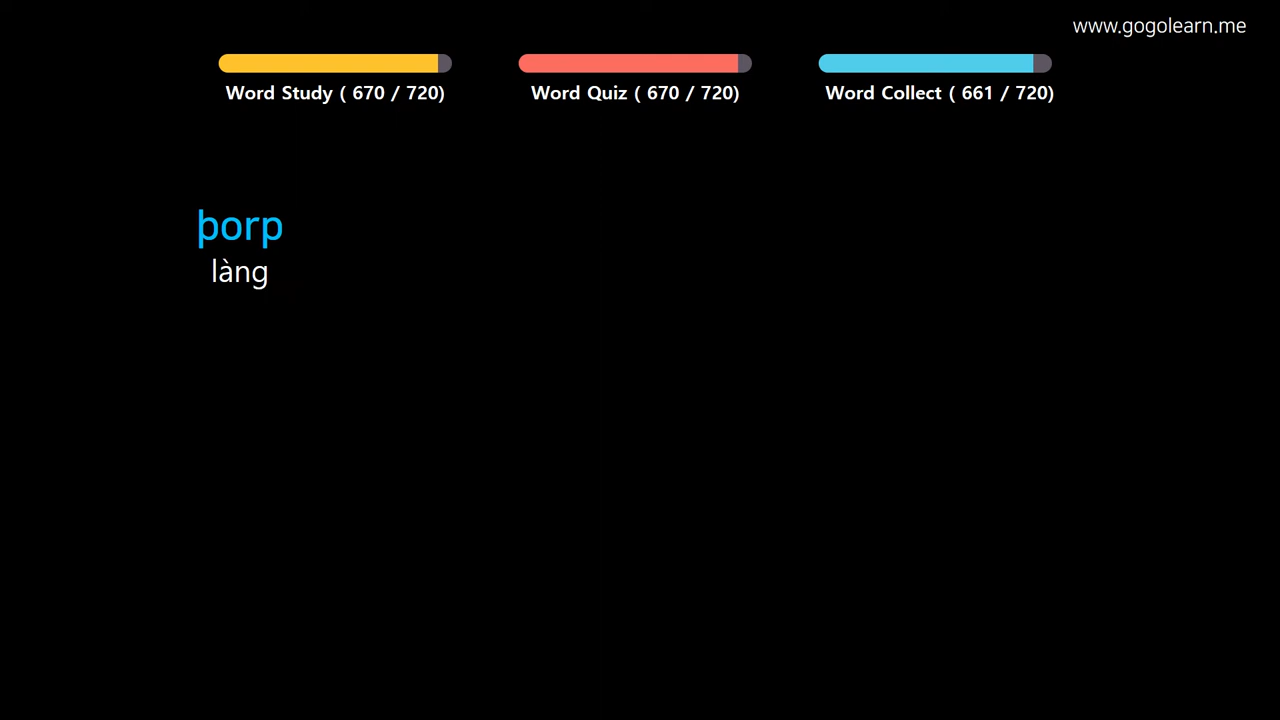 www.gogolearn.me
Word Study ( 670 / 720)
Word Quiz ( 670 / 720)
Word Collect ( 661 / 720)
þorp
làng